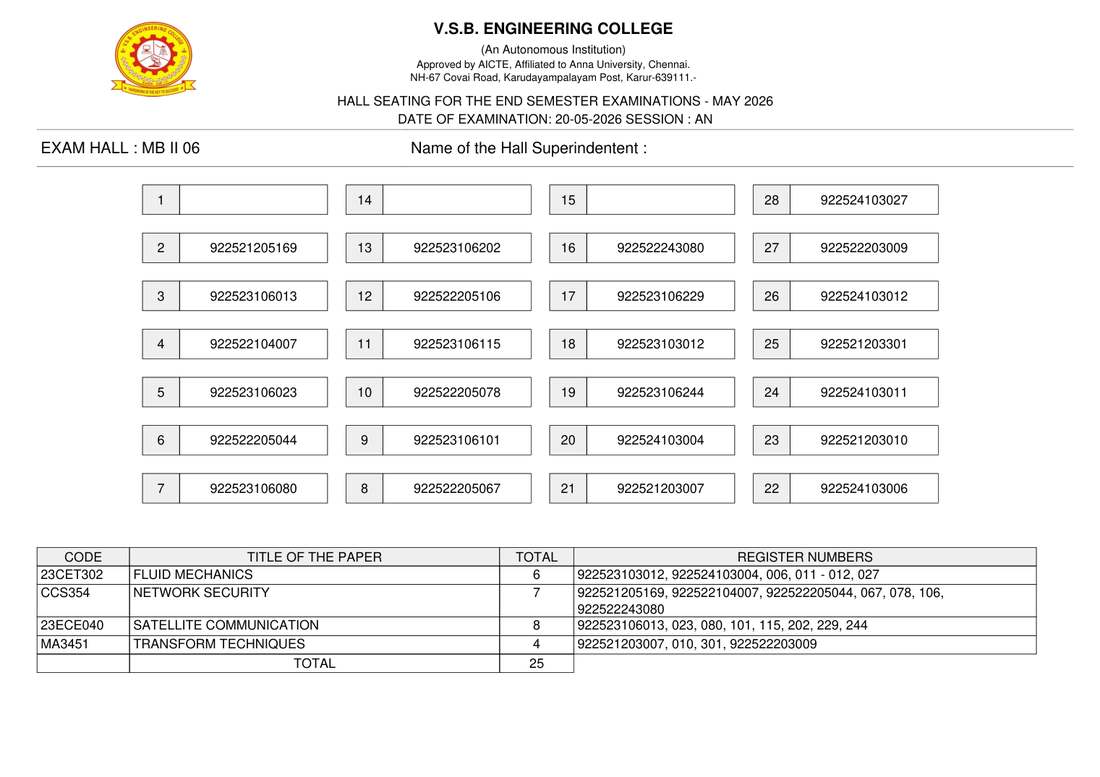 V.S.B. ENGINEERING COLLEGE
(An Autonomous Institution)
Approved by AICTE, Affiliated to Anna University, Chennai.
NH-67 Covai Road, Karudayampalayam Post, Karur-639111.-
HALL SEATING FOR THE END SEMESTER EXAMINATIONS - MAY 2026
DATE OF EXAMINATION: 20-05-2026 SESSION : AN
EXAM HALL : MB II 06 Name of the Hall Superindentent :
1 14 15 28 922524103027
2 922521205169 13 922523106202 16 922522243080 27 922522203009
3 922523106013 12 922522205106 17 922523106229 26 922524103012
4 922522104007 11 922523106115 18 922523103012 25 922521203301
5 922523106023 10 922522205078 19 922523106244 24 922524103011
6 922522205044 9 922523106101 20 922524103004 23 922521203010
7 922523106080 8 922522205067 21 922521203007 22 922524103006
CODE TITLE OF THE PAPER TOTAL REGISTER NUMBERS
23CET302 FLUID MECHANICS 6 922523103012, 922524103004, 006, 011 - 012, 027
CCS354 NETWORK SECURITY 7 922521205169, 922522104007, 922522205044, 067, 078, 106,
922522243080
23ECE040 SATELLITE COMMUNICATION 8 922523106013, 023, 080, 101, 115, 202, 229, 244
MA3451 TRANSFORM TECHNIQUES 4 922521203007, 010, 301, 922522203009
TOTAL 25